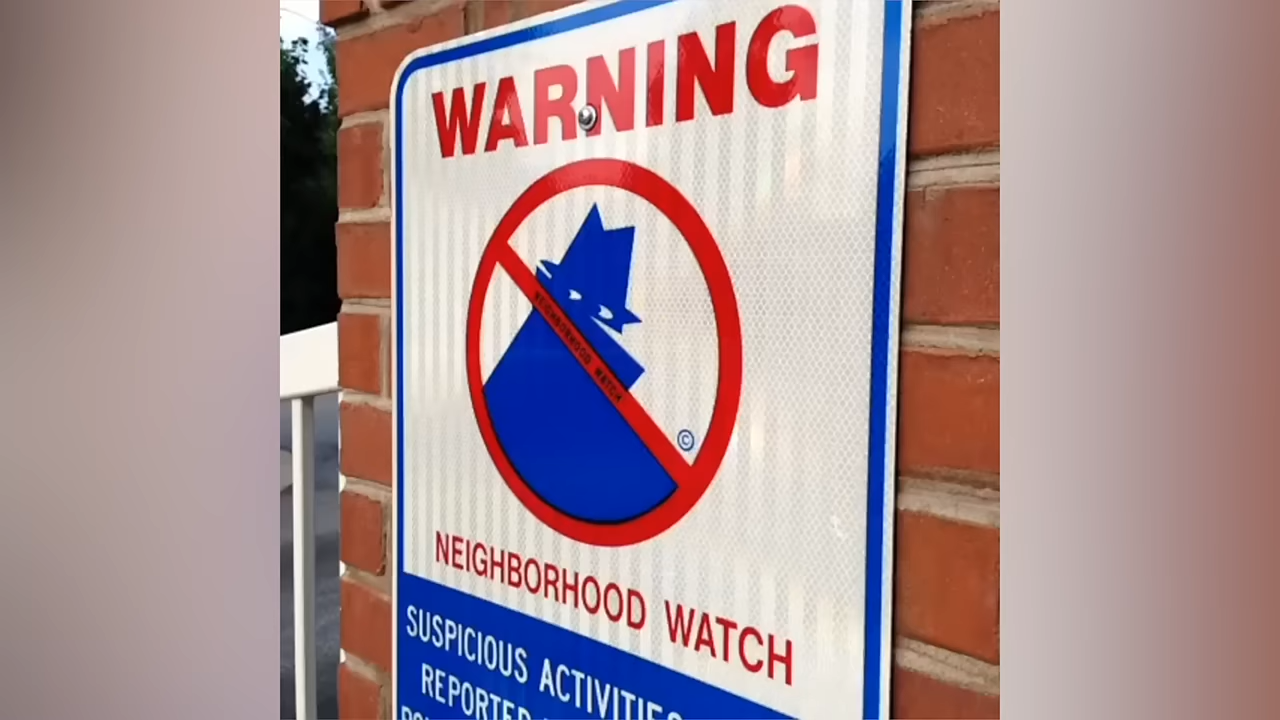 WARNING
NEIGHBORHOOD WATCH
©
NEIGHBORHOOD WATCH
SUSPICIOUS ACTIVITIES
REPORTED